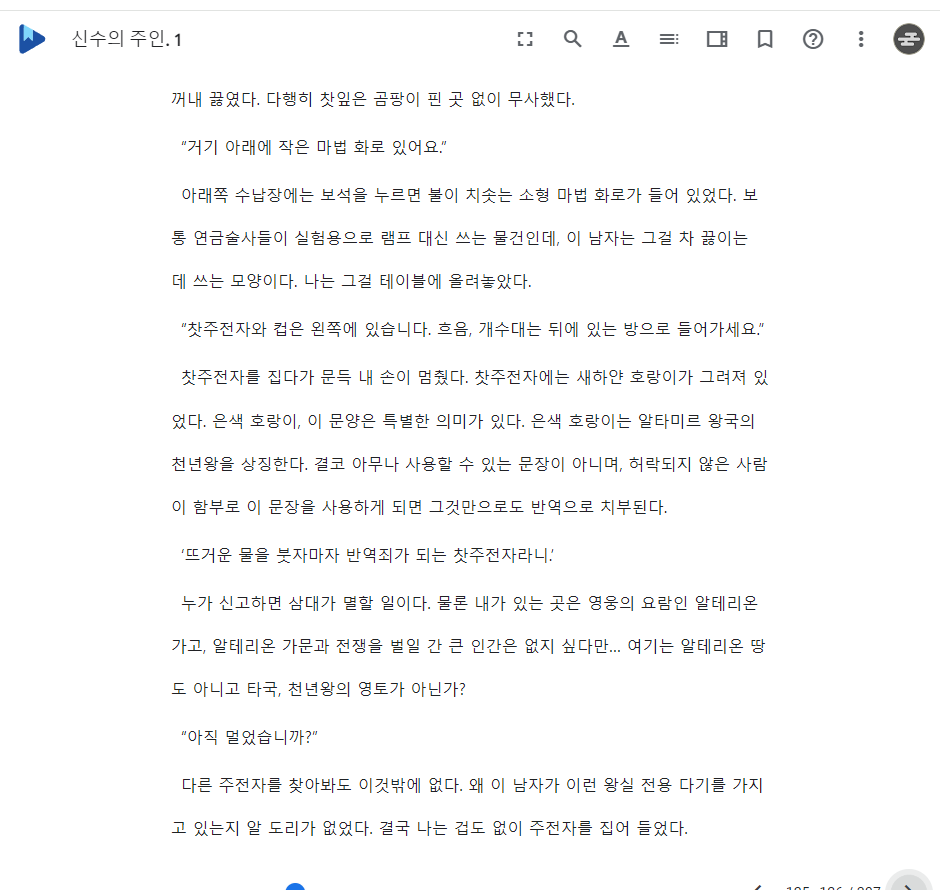 신수의 주인. 1
꺼내 끓였다. 다행히 찻잎은 곰팡이 핀 곳 없이 무사했다.
“거기 아래에 작은 마법 화로 있어요.”
아래쪽 수납장에는 보석을 누르면 불이 치솟는 소형 마법 화로가 들어 있었다. 보
통 연금술사들이 실험용으로 램프 대신 쓰는 물건인데, 이 남자는 그걸 차 끓이는
데 쓰는 모양이다. 나는 그걸 테이블에 올려놓았다.
“찻주전자와 컵은 왼쪽에 있습니다. 흐음, 개수대는 뒤에 있는 방으로 들어가세요.”
찻주전자를 집다가 문득 내 손이 멈췄다. 찻주전자에는 새하얀 호랑이가 그려져 있
었다. 은색 호랑이, 이 문양은 특별한 의미가 있다. 은색 호랑이는 알타미르 왕국의
천년왕을 상징한다. 결코 아무나 사용할 수 있는 문장이 아니며, 허락되지 않은 사람
이 함부로 이 문장을 사용하게 되면 그것만으로도 반역으로 치부된다.
‘뜨거운 물을 붓자마자 반역죄가 되는 찻주전자라니.’
누가 신고하면 삼대가 멸할 일이다. 물론 내가 있는 곳은 영웅의 요람인 알테리온
가고, 알테리온 가문과 전쟁을 벌일 간 큰 인간은 없지 싶다만... 여기는 알테리온 땅
도 아니고 타국, 천년왕의 영토가 아닌가?
“아직 멀었습니까?”
다른 주전자를 찾아봐도 이것밖에 없다. 왜 이 남자가 이런 왕실 전용 다기를 가지
고 있는지 알 도리가 없었다. 결국 나는 겁도 없이 주전자를 집어 들었다.